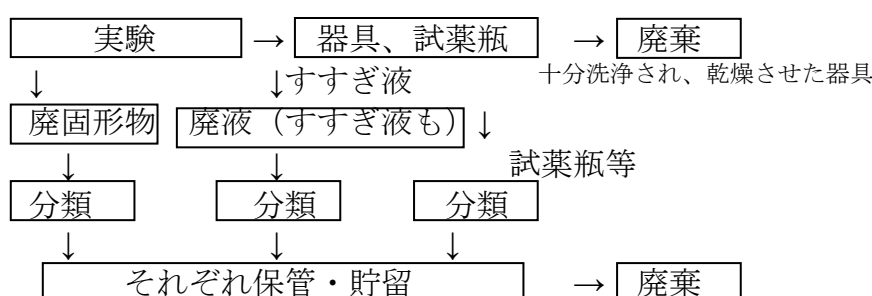 実験 → 器具、試薬瓶 → 廃棄
↓ ↓すすぎ液 十分洗浄され、乾燥させた器具
廃固形物 廃液（すすぎ液も） ↓
↓ ↓ 試薬瓶等
分類 分類 分類
↓ ↓ ↓
それぞれ保管・貯留 → 廃棄